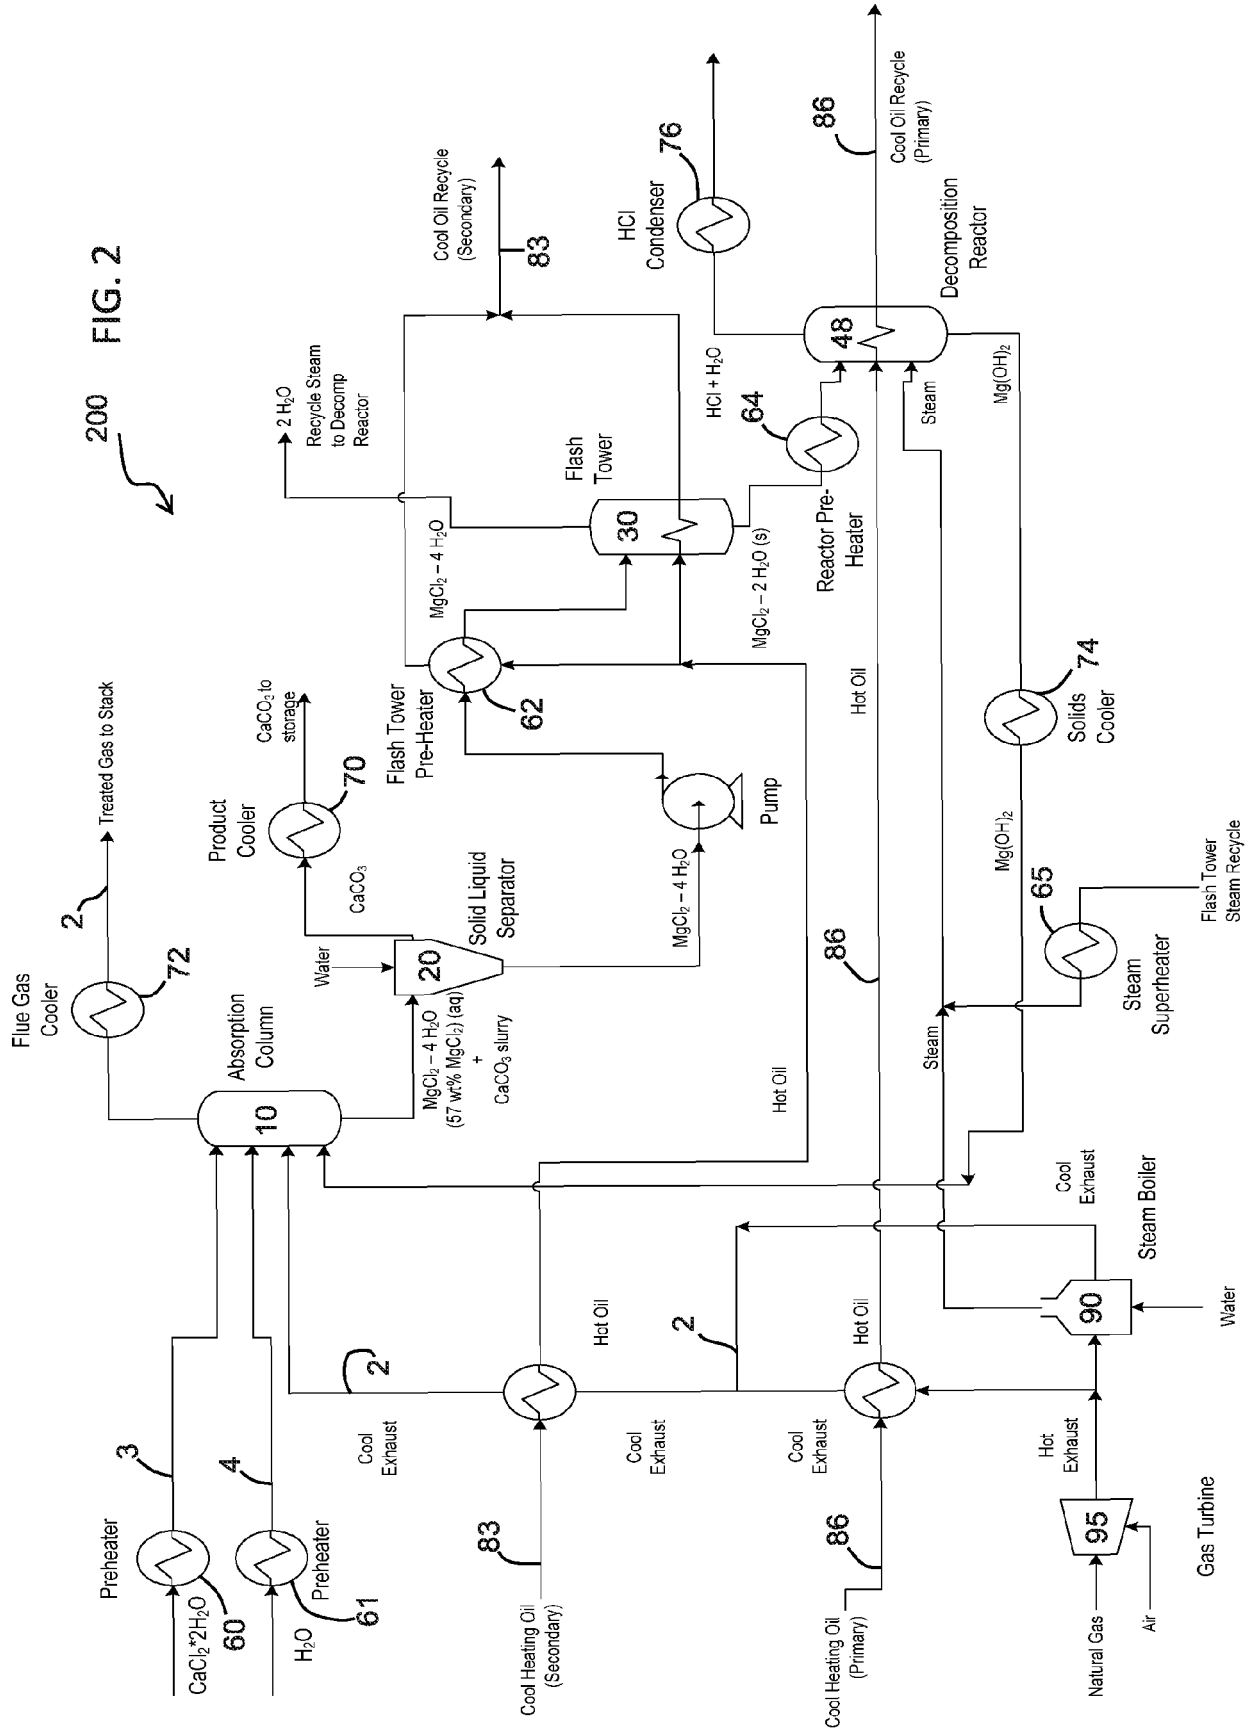 FIG. 2
200
Flue Gas
Cooler
72
2
Treated Gas to Stack
Preheater
CaCl₂*2H₂O
60
3
H₂O
Preheater
61
4
Absorption
Column
10
Product
Cooler
70
CaCO₃ to
storage
CaCO₃
Water
20
Solid Liquid
Separator
MgCl₂ – 4 H₂O
(57 wt% MgCl₂) (aq)
+
CaCO₃ slurry
MgCl₂ – 4 H₂O
Pump
Flash Tower
Pre-Heater
62
MgCl₂ – 4 H₂O
2 H₂O
Recycle Steam
to Decomp
Reactor
Cool Oil Recycle
(Secondary)
83
Flash
Tower
30
MgCl₂ – 2 H₂O (s)
Reactor Pre-
Heater
64
HCl + H₂O
HCl
Condenser
76
48
Decomposition
Reactor
86
Cool Oil Recycle
(Primary)
Steam
Mg(OH)₂
Hot Oil
74
Solids
Cooler
Mg(OH)₂
65
Steam
Superheater
Flash Tower
Steam Recycle
Steam
86
Hot Oil
Cool
Exhaust
2
83
Cool Heating Oil
(Secondary)
Hot Oil
Cool
Exhaust
2
Cool
Exhaust
Hot Oil
86
Cool Heating Oil
(Primary)
Cool
Exhaust
Steam Boiler
90
Water
Hot
Exhaust
95
Gas Turbine
Natural Gas
Air